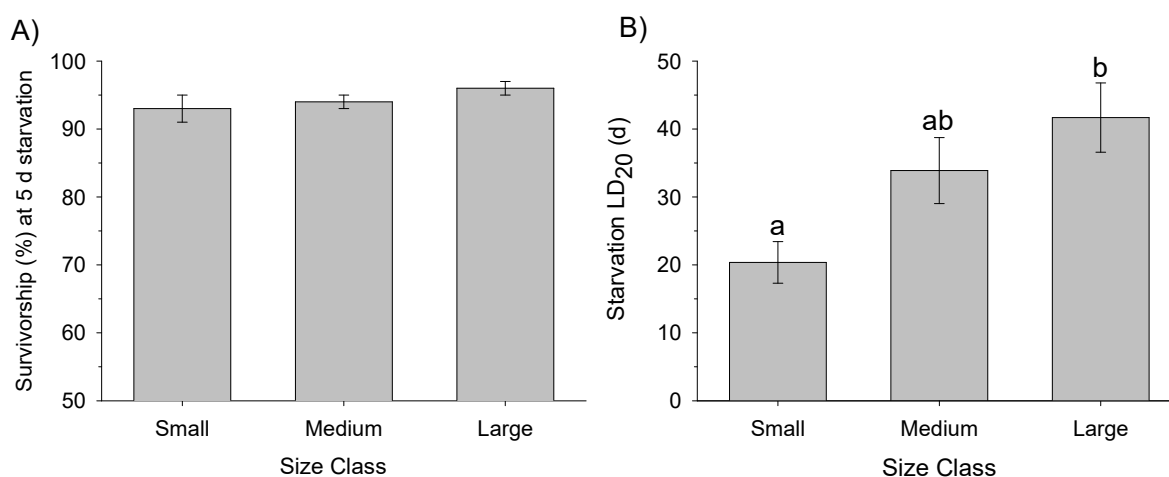 A)
Survivorship (%) at 5 d starvation
100
90
80
70
60
50
Small Medium Large
Size Class
B)
Starvation LD20 (d)
50
40
30
20
10
0
a
ab
b
Small Medium Large
Size Class